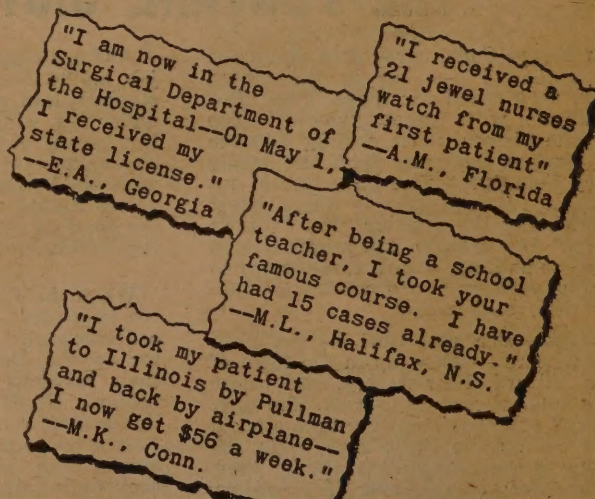 "I am now in the
Surgical Department of
the Hospital--On May 1,
I received my
state license."
--E.A., Georgia
"I received a
21 jewel nurses
watch from my
first patient"
--A.M., Florida
"After being a school
teacher, I took your
famous course. I have
had 15 cases already."
--M.L., Halifax, N.S.
"I took my patient
to Illinois by Pullman
and back by airplane--
I now get $56 a week."
--M.K., Conn.